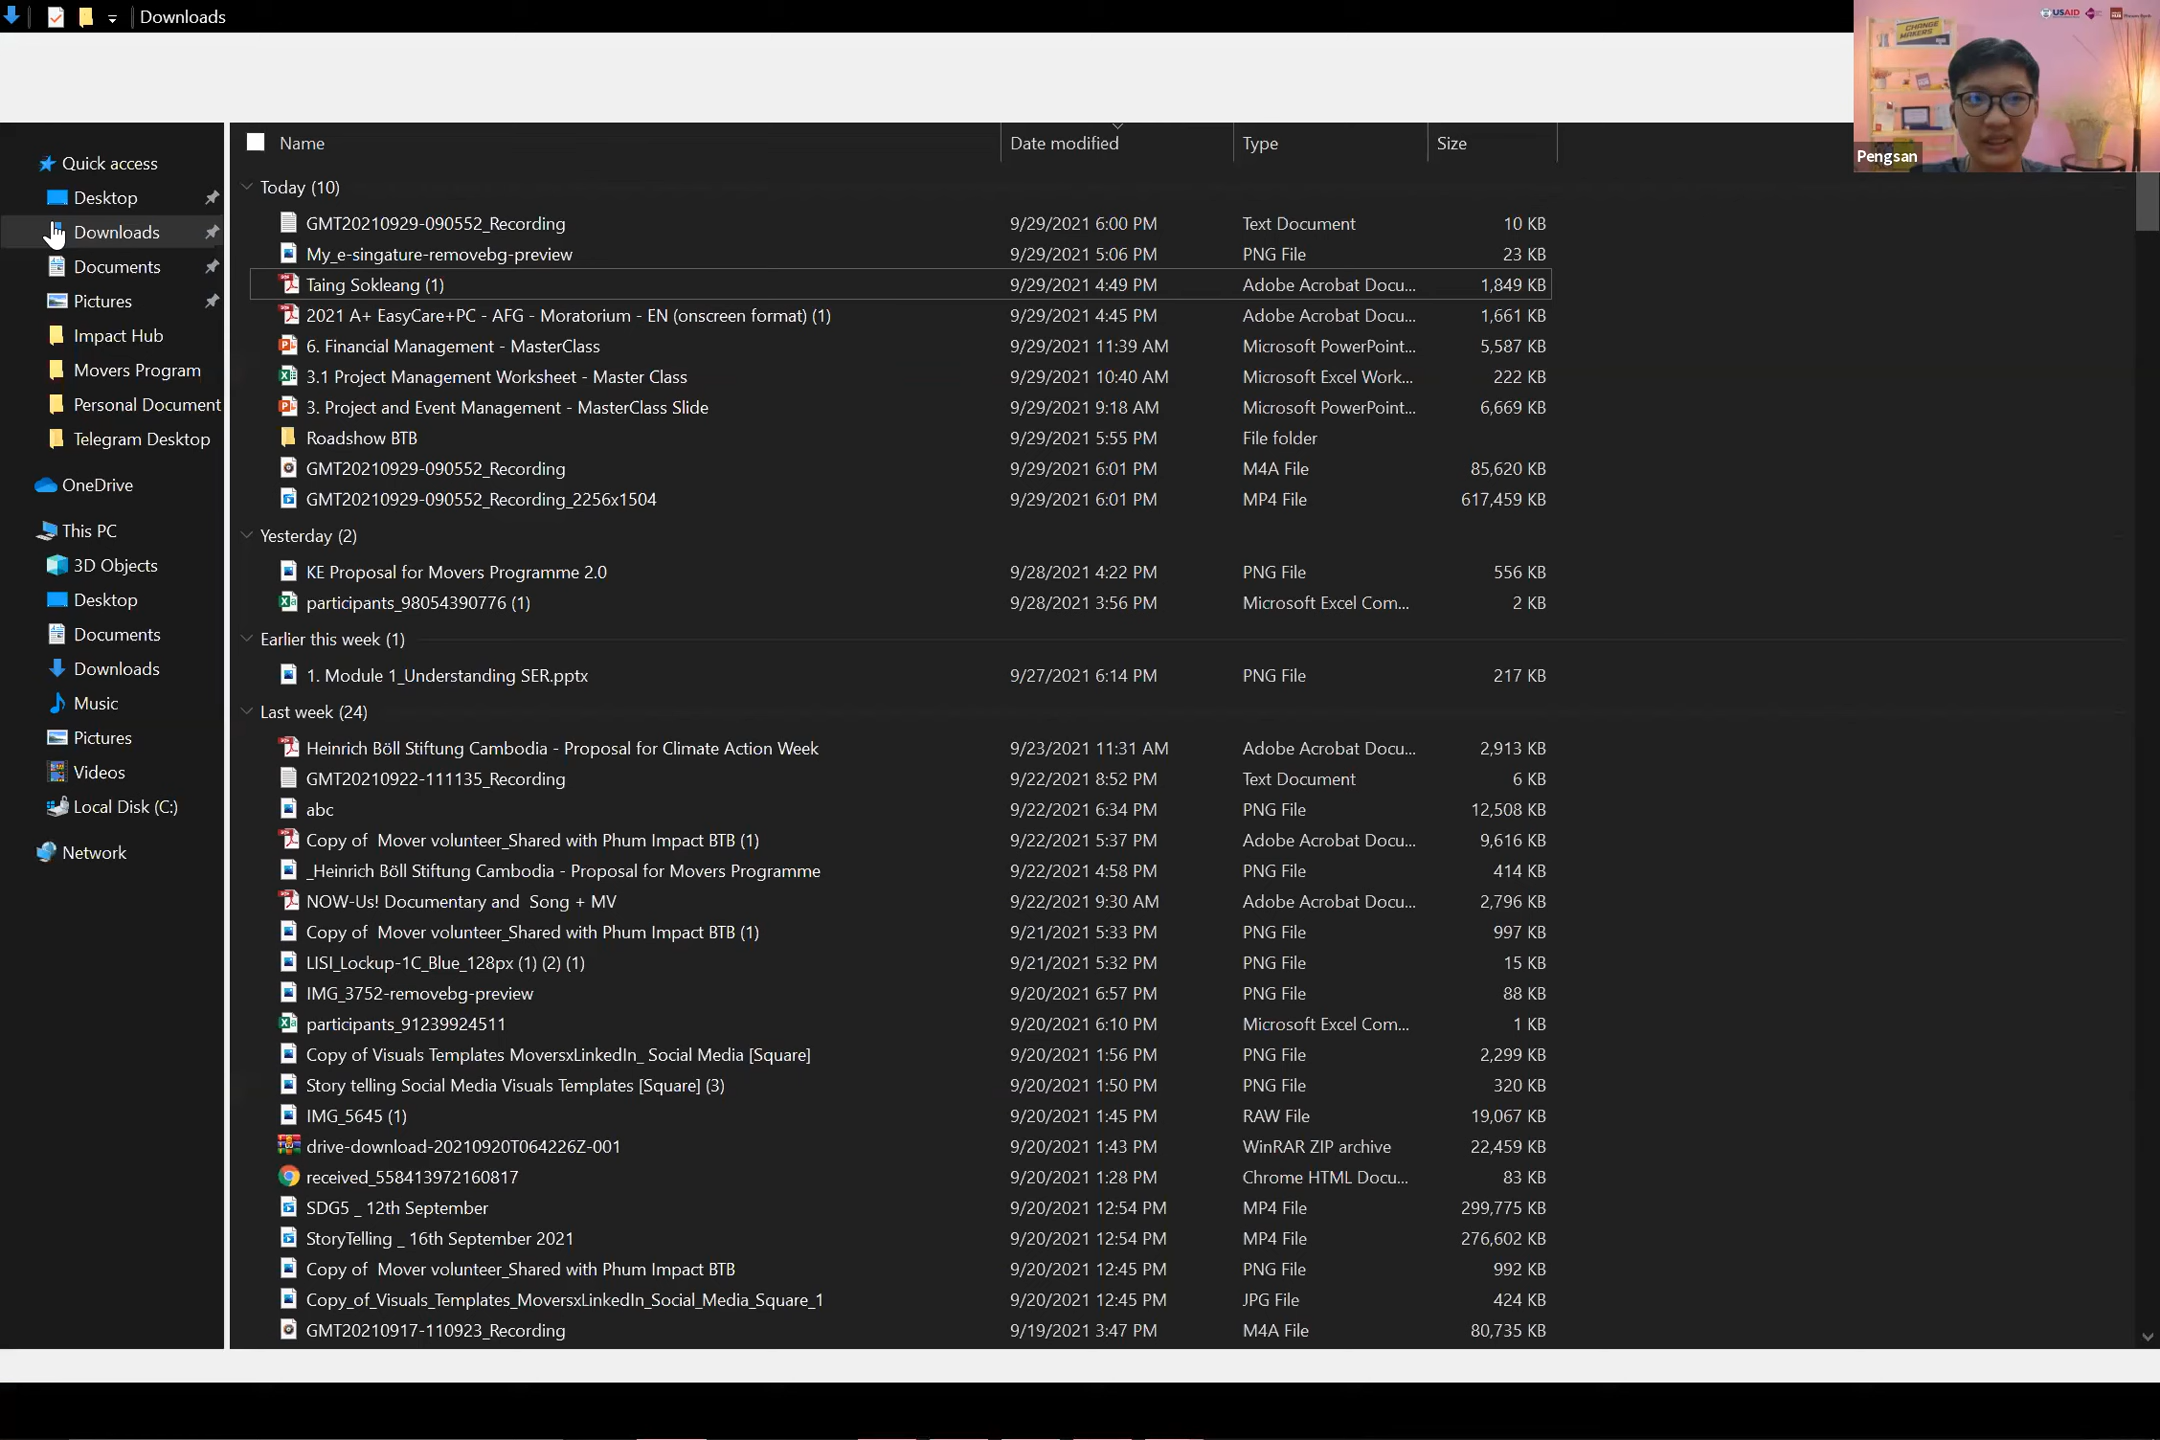 Downloads
USAID
CHANGE
MAKERS
Pengsan
Name Date modified Type Size
Quick access
Desktop
Downloads
Documents
Pictures
Impact Hub
Movers Program
Personal Document
Telegram Desktop
OneDrive
This PC
3D Objects
Desktop
Documents
Downloads
Music
Pictures
Videos
Local Disk (C:)
Network
Today (10)
GMT20210929-090552_Recording 9/29/2021 6:00 PM Text Document 10 KB
My_e-singature-removebg-preview 9/29/2021 5:06 PM PNG File 23 KB
Taing Sokleang (1) 9/29/2021 4:49 PM Adobe Acrobat Docu... 1,849 KB
2021 A+ EasyCare+PC - AFG - Moratorium - EN (onscreen format) (1) 9/29/2021 4:45 PM Adobe Acrobat Docu... 1,661 KB
6. Financial Management - MasterClass 9/29/2021 11:39 AM Microsoft PowerPoint... 5,587 KB
3.1 Project Management Worksheet - Master Class 9/29/2021 10:40 AM Microsoft Excel Work... 222 KB
3. Project and Event Management - MasterClass Slide 9/29/2021 9:18 AM Microsoft PowerPoint... 6,669 KB
Roadshow BTB 9/29/2021 5:55 PM File folder
GMT20210929-090552_Recording 9/29/2021 6:01 PM M4A File 85,620 KB
GMT20210929-090552_Recording_2256x1504 9/29/2021 6:01 PM MP4 File 617,459 KB
Yesterday (2)
KE Proposal for Movers Programme 2.0 9/28/2021 4:22 PM PNG File 556 KB
participants_98054390776 (1) 9/28/2021 3:56 PM Microsoft Excel Com... 2 KB
Earlier this week (1)
1. Module 1_Understanding SER.pptx 9/27/2021 6:14 PM PNG File 217 KB
Last week (24)
Heinrich Böll Stiftung Cambodia - Proposal for Climate Action Week 9/23/2021 11:31 AM Adobe Acrobat Docu... 2,913 KB
GMT20210922-111135_Recording 9/22/2021 8:52 PM Text Document 6 KB
abc 9/22/2021 6:34 PM PNG File 12,508 KB
Copy of  Mover volunteer_Shared with Phum Impact BTB (1) 9/22/2021 5:37 PM Adobe Acrobat Docu... 9,616 KB
_Heinrich Böll Stiftung Cambodia - Proposal for Movers Programme 9/22/2021 4:58 PM PNG File 414 KB
NOW-Us! Documentary and  Song + MV 9/22/2021 9:30 AM Adobe Acrobat Docu... 2,796 KB
Copy of  Mover volunteer_Shared with Phum Impact BTB (1) 9/21/2021 5:33 PM PNG File 997 KB
LISI_Lockup-1C_Blue_128px (1) (2) (1) 9/21/2021 5:32 PM PNG File 15 KB
IMG_3752-removebg-preview 9/20/2021 6:57 PM PNG File 88 KB
participants_91239924511 9/20/2021 6:10 PM Microsoft Excel Com... 1 KB
Copy of Visuals Templates MoversxLinkedIn_ Social Media [Square] 9/20/2021 1:56 PM PNG File 2,299 KB
Story telling Social Media Visuals Templates [Square] (3) 9/20/2021 1:50 PM PNG File 320 KB
IMG_5645 (1) 9/20/2021 1:45 PM RAW File 19,067 KB
drive-download-20210920T064226Z-001 9/20/2021 1:43 PM WinRAR ZIP archive 22,459 KB
received_558413972160817 9/20/2021 1:28 PM Chrome HTML Docu... 83 KB
SDG5 _ 12th September 9/20/2021 12:54 PM MP4 File 299,775 KB
StoryTelling _ 16th September 2021 9/20/2021 12:54 PM MP4 File 276,602 KB
Copy of  Mover volunteer_Shared with Phum Impact BTB 9/20/2021 12:45 PM PNG File 992 KB
Copy_of_Visuals_Templates_MoversxLinkedIn_Social_Media_Square_1 9/20/2021 12:45 PM JPG File 424 KB
GMT20210917-110923_Recording 9/19/2021 3:47 PM M4A File 80,735 KB